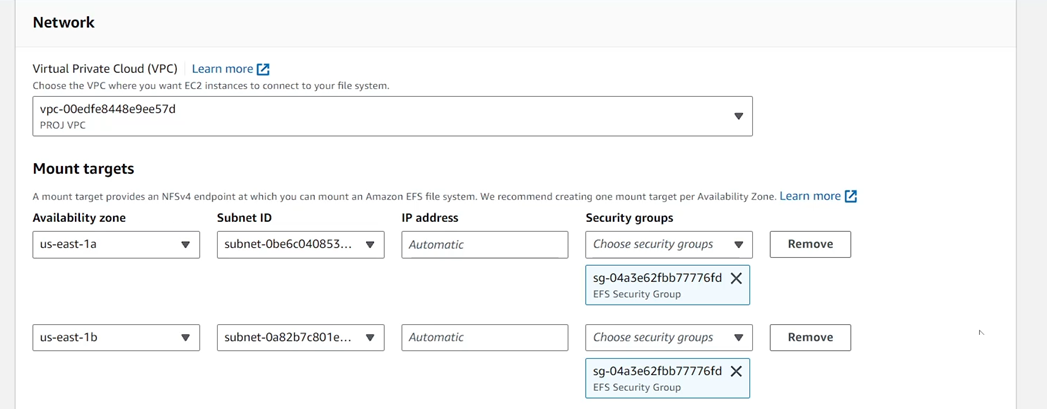 Network
Virtual Private Cloud (VPC) Learn more
Choose the VPC where you want EC2 instances to connect to your file system.
vpc-00edfe8448e9ee57d
PROJ VPC
Mount targets
A mount target provides an NFSv4 endpoint at which you can mount an Amazon EFS file system. We recommend creating one mount target per Availability Zone. Learn more
Availability zone Subnet ID IP address Security groups
us-east-1a subnet-0be6c040853... Automatic Choose security groups Remove
sg-04a3e62fbb77776fd
EFS Security Group
us-east-1b subnet-0a82b7c801e... Automatic Choose security groups Remove
sg-04a3e62fbb77776fd
EFS Security Group